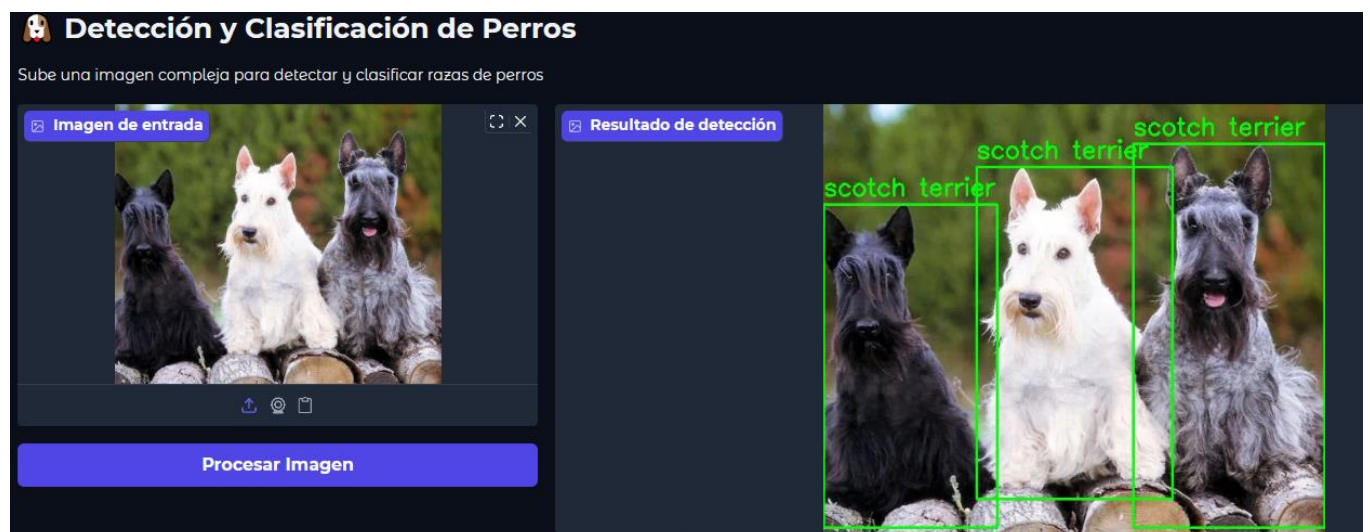 Detección y Clasificación de Perros
Sube una imagen compleja para detectar y clasificar razas de perros
Imagen de entrada
Resultado de detección
scotch terrier
scotch terrier
scotch terrier
Procesar Imagen